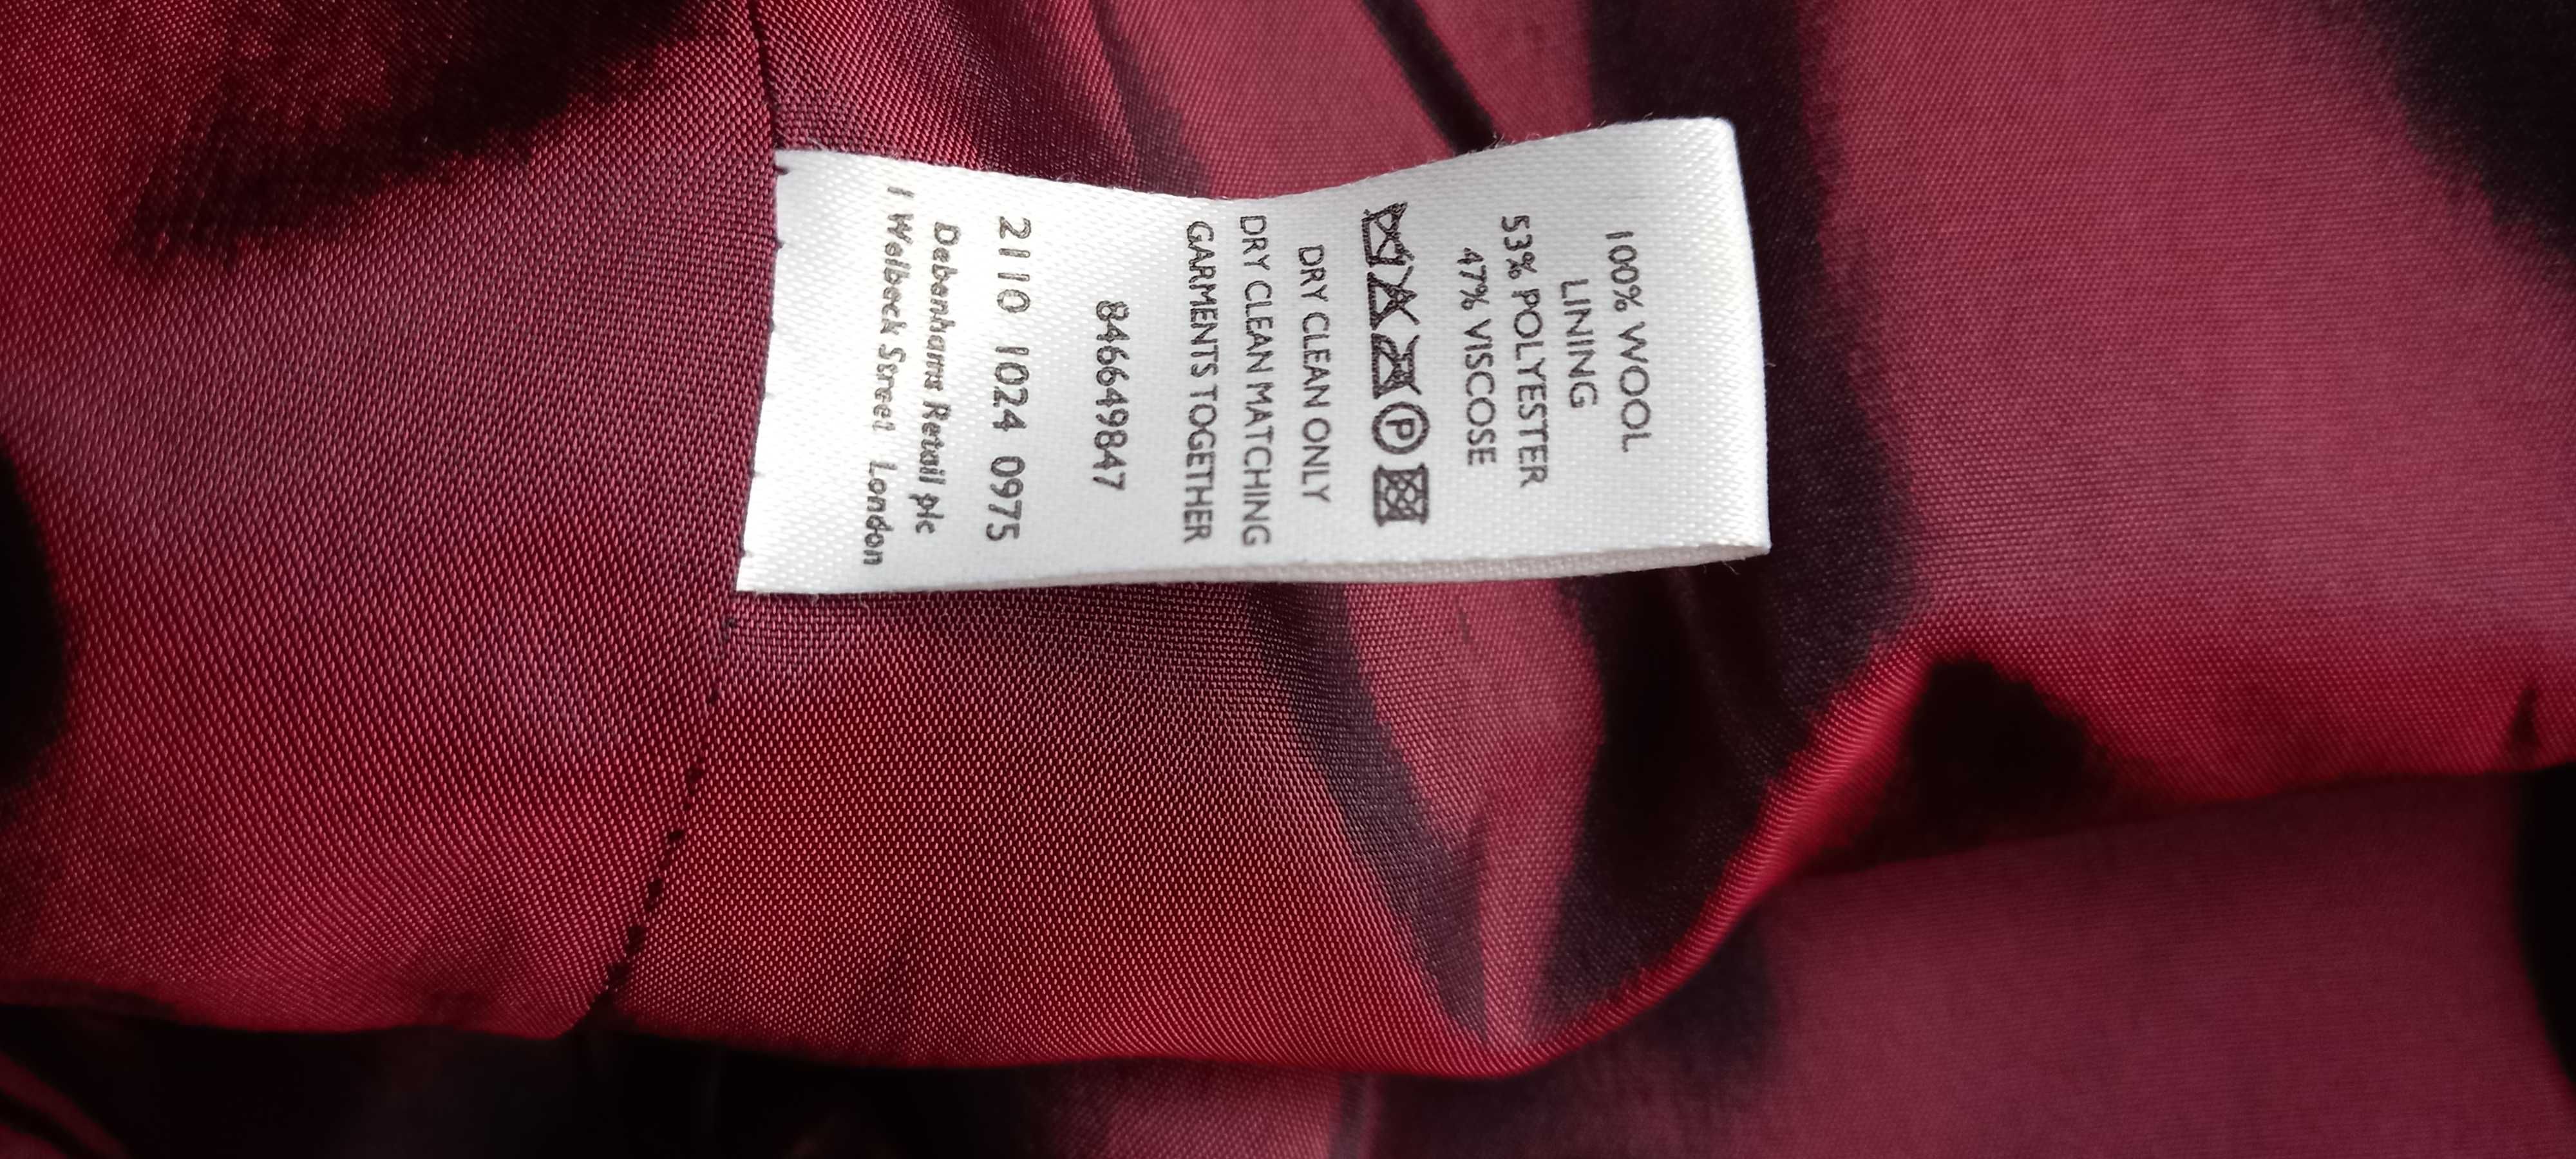 100% WOOL
LINING
53% POLYESTER
47% VISCOSE
P
DRY CLEAN ONLY
DRY CLEAN MATCHING
GARMENTS TOGETHER
846649847
2110 1024 0975
Debenhams Retail plc
1 Welbeck Street London